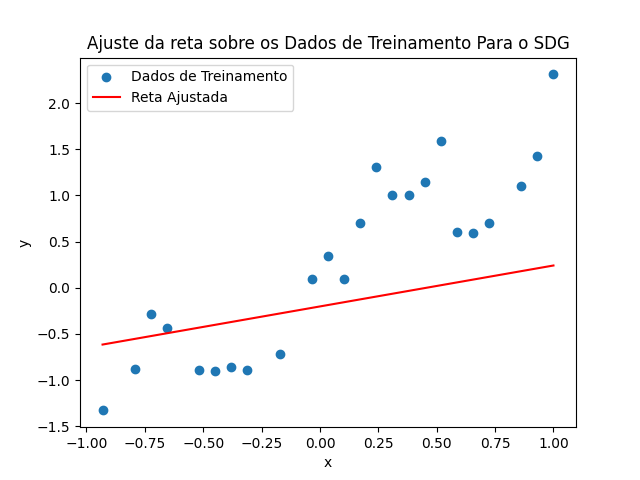 Ajuste da reta sobre os Dados de Treinamento Para o SDG
Dados de Treinamento
Reta Ajustada
2.0
1.5
1.0
0.5
0.0
−0.5
−1.0
−1.5
y
−1.00 −0.75 −0.50 −0.25 0.00 0.25 0.50 0.75 1.00
x